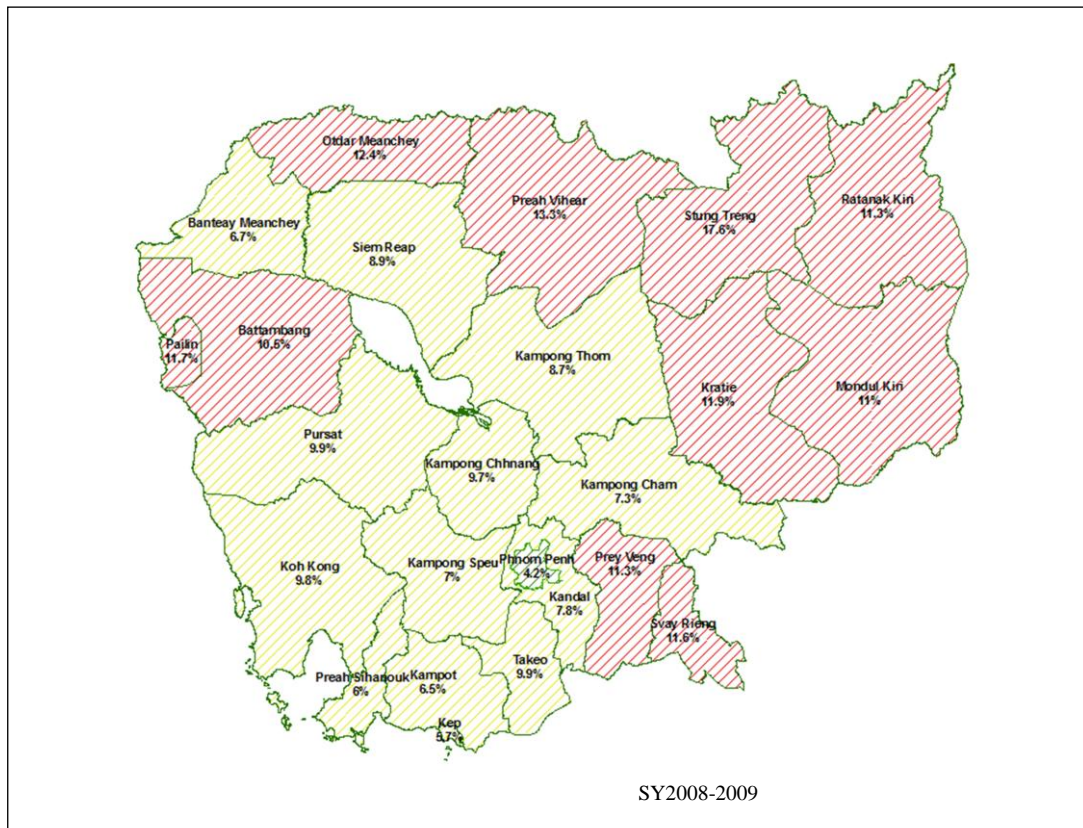 Otdar Meanchey
12.4%
Preah Vihear
13.3%
Stung Treng
17.6%
Ratanak Kiri
11.3%
Banteay Meanchey
6.7%
Siem Reap
8.9%
Battambang
10.5%
Pailin
11.7%
Kampong Thom
8.7%
Kratie
11.9%
Mondul Kiri
11%
Pursat
9.9%
Kampong Chhnang
9.7%
Kampong Cham
7.3%
Koh Kong
9.8%
Kampong Speu
7%
Phnom Penh
4.2%
Prey Veng
11.3%
Kandal
7.8%
Svay Rieng
11.6%
Preah Sihanouk
6%
Kampot
6.5%
Takeo
9.9%
Kep
5.7%
SY2008-2009